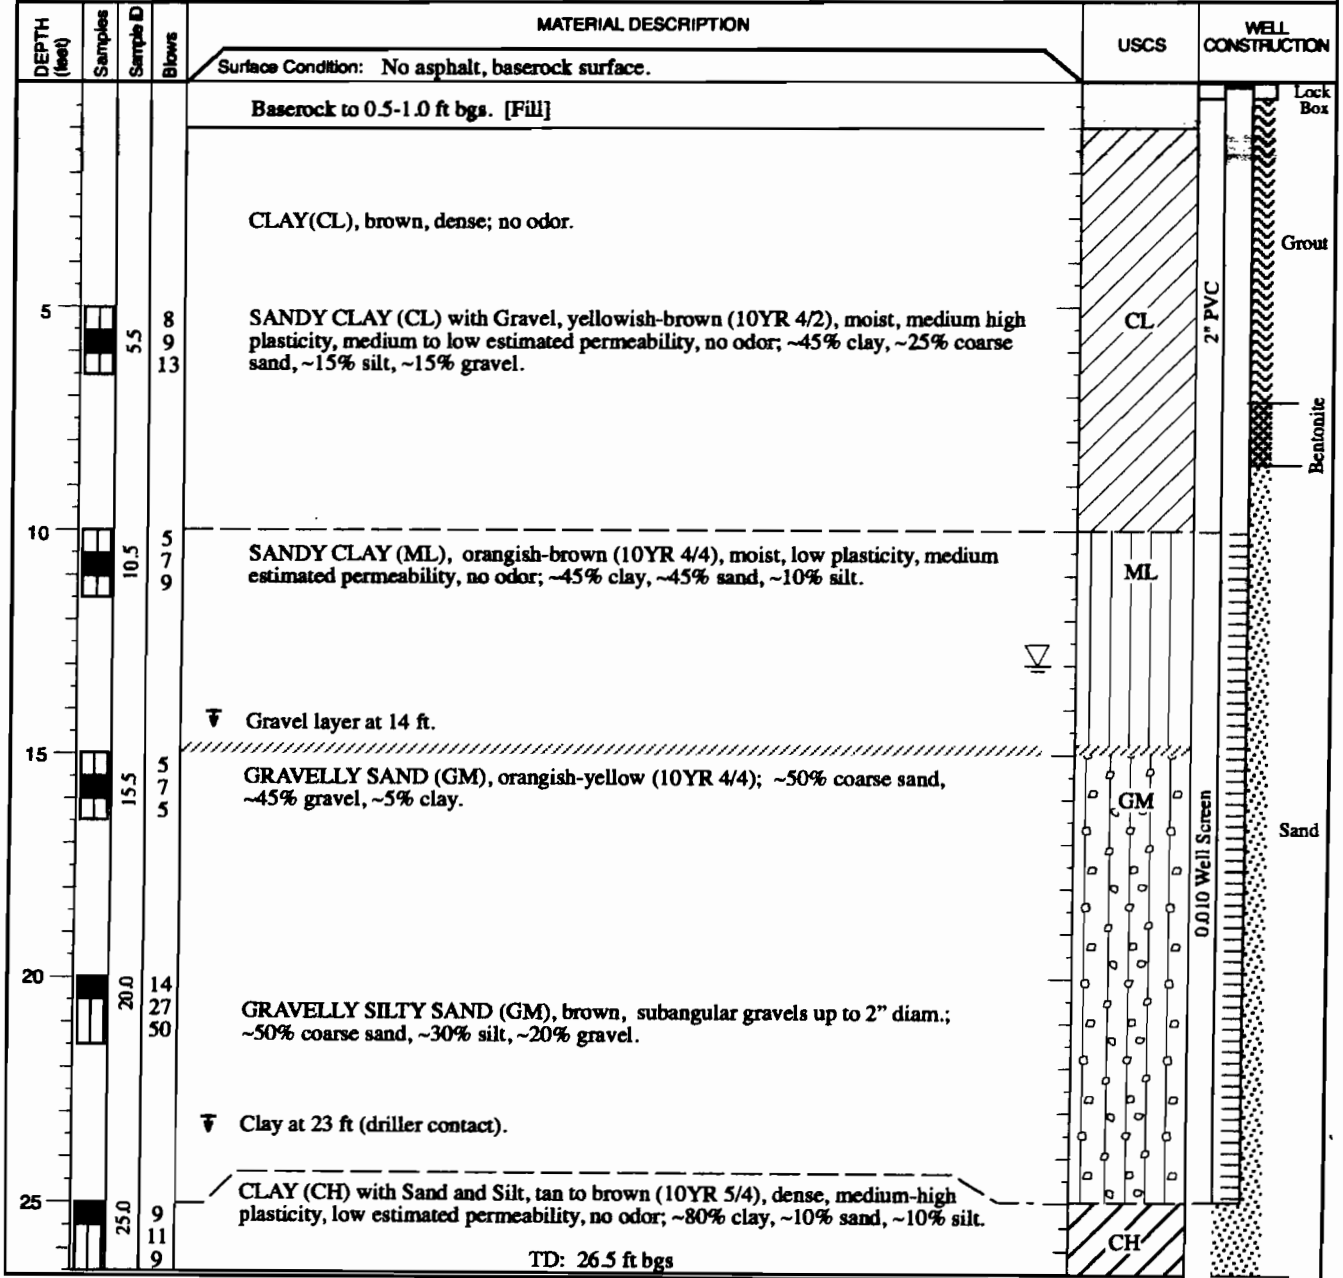 DEPTH (feet)
Samples
Sample ID
Blows
MATERIAL DESCRIPTION
USCS
WELL
CONSTRUCTION
Surface Condition: No asphalt, baserock surface.
Baserock to 0.5-1.0 ft bgs. [Fill]
Lock
Box
CLAY(CL), brown, dense; no odor.
Grout
2" PVC
CL
5
5.5
8
9
13
SANDY CLAY (CL) with Gravel, yellowish-brown (10YR 4/2), moist, medium high
plasticity, medium to low estimated permeability, no odor; ~45% clay, ~25% coarse
sand, ~15% silt, ~15% gravel.
Bentonite
10
10.5
5
7
9
SANDY CLAY (ML), orangish-brown (10YR 4/4), moist, low plasticity, medium
estimated permeability, no odor; ~45% clay, ~45% sand, ~10% silt.
ML
Gravel layer at 14 ft.
15
15.5
5
7
5
GRAVELLY SAND (GM), orangish-yellow (10YR 4/4); ~50% coarse sand,
~45% gravel, ~5% clay.
GM
0.010 Well Screen
Sand
20
20.0
14
27
50
GRAVELLY SILTY SAND (GM), brown, subangular gravels up to 2” diam.;
~50% coarse sand, ~30% silt, ~20% gravel.
Clay at 23 ft (driller contact).
25
25.0
9
11
9
CLAY (CH) with Sand and Silt, tan to brown (10YR 5/4), dense, medium-high
plasticity, low estimated permeability, no odor; ~80% clay, ~10% sand, ~10% silt.
CH
TD: 26.5 ft bgs